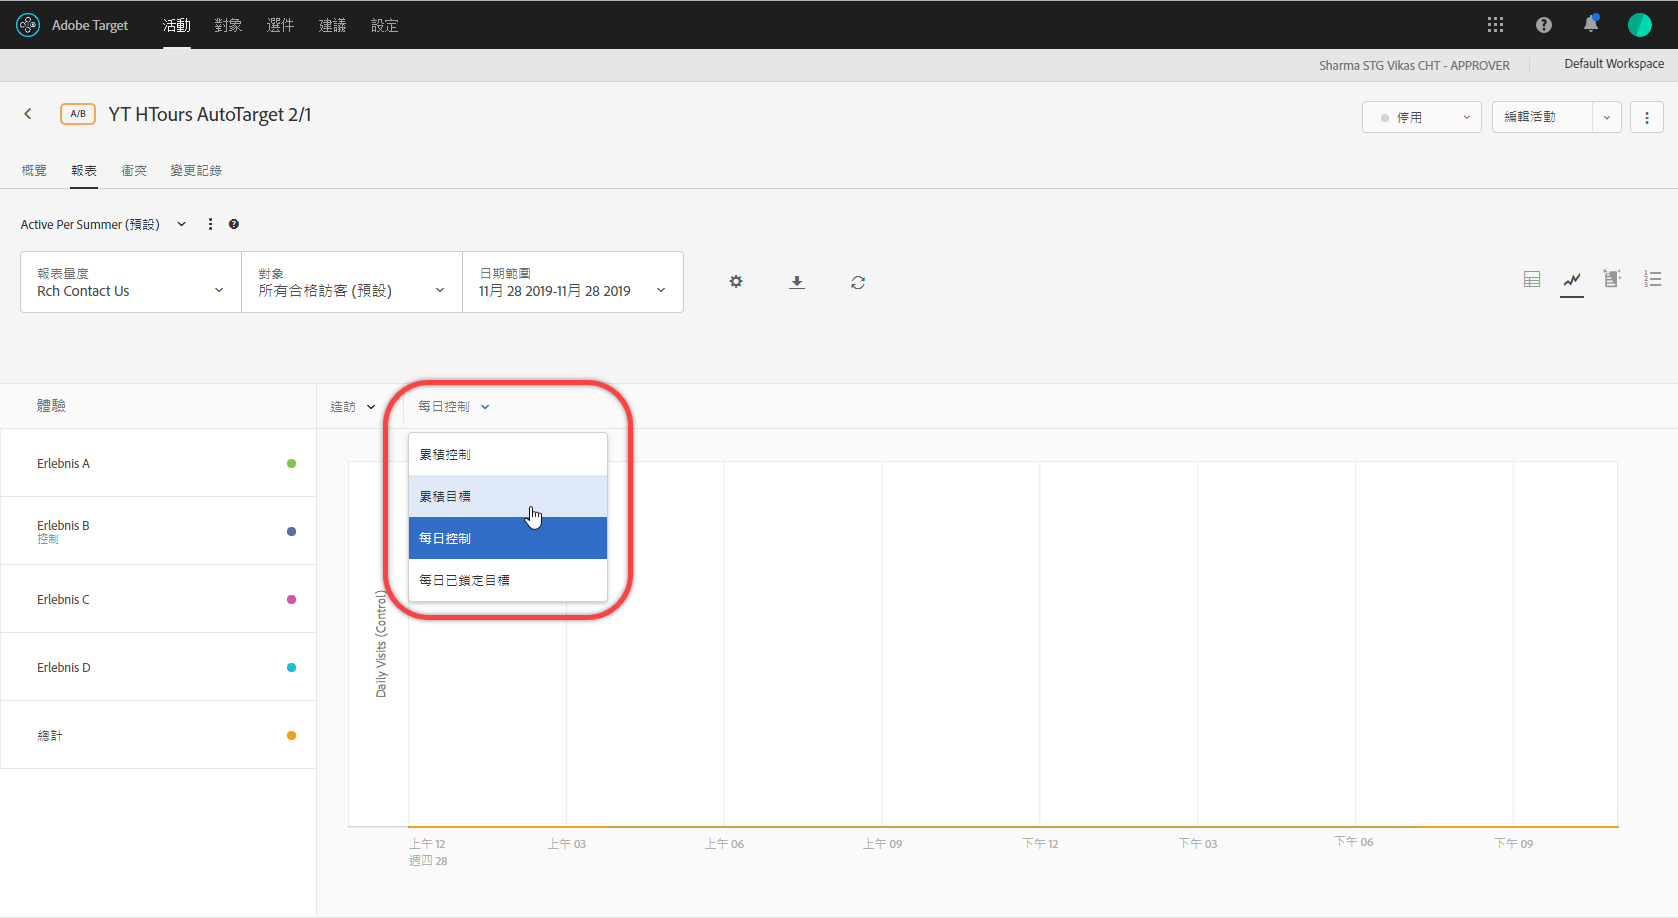 Adobe Target 活動 對象 選件 建議 設定
Sharma STG Vikas CHT - APPROVER Default Workspace
A/B YT HTours AutoTarget 2/1
停用 編輯活動
概覽 報表 衝突 變更記錄
Active Per Summer (預設)
報表量度 對象 日期範圍
Rch Contact Us 所有合格訪客 (預設) 11月 28 2019-11月 28 2019
體驗 造訪 每日控制
累積控制
Erlebnis A
累積目標
Erlebnis B
控制
每日控制
每日已鎖定目標
Erlebnis C
Daily Visits (Control)
Erlebnis D
總計
上午 12 上午 03 上午 06 上午 09 下午 12 下午 03 下午 06 下午 09
週四 28